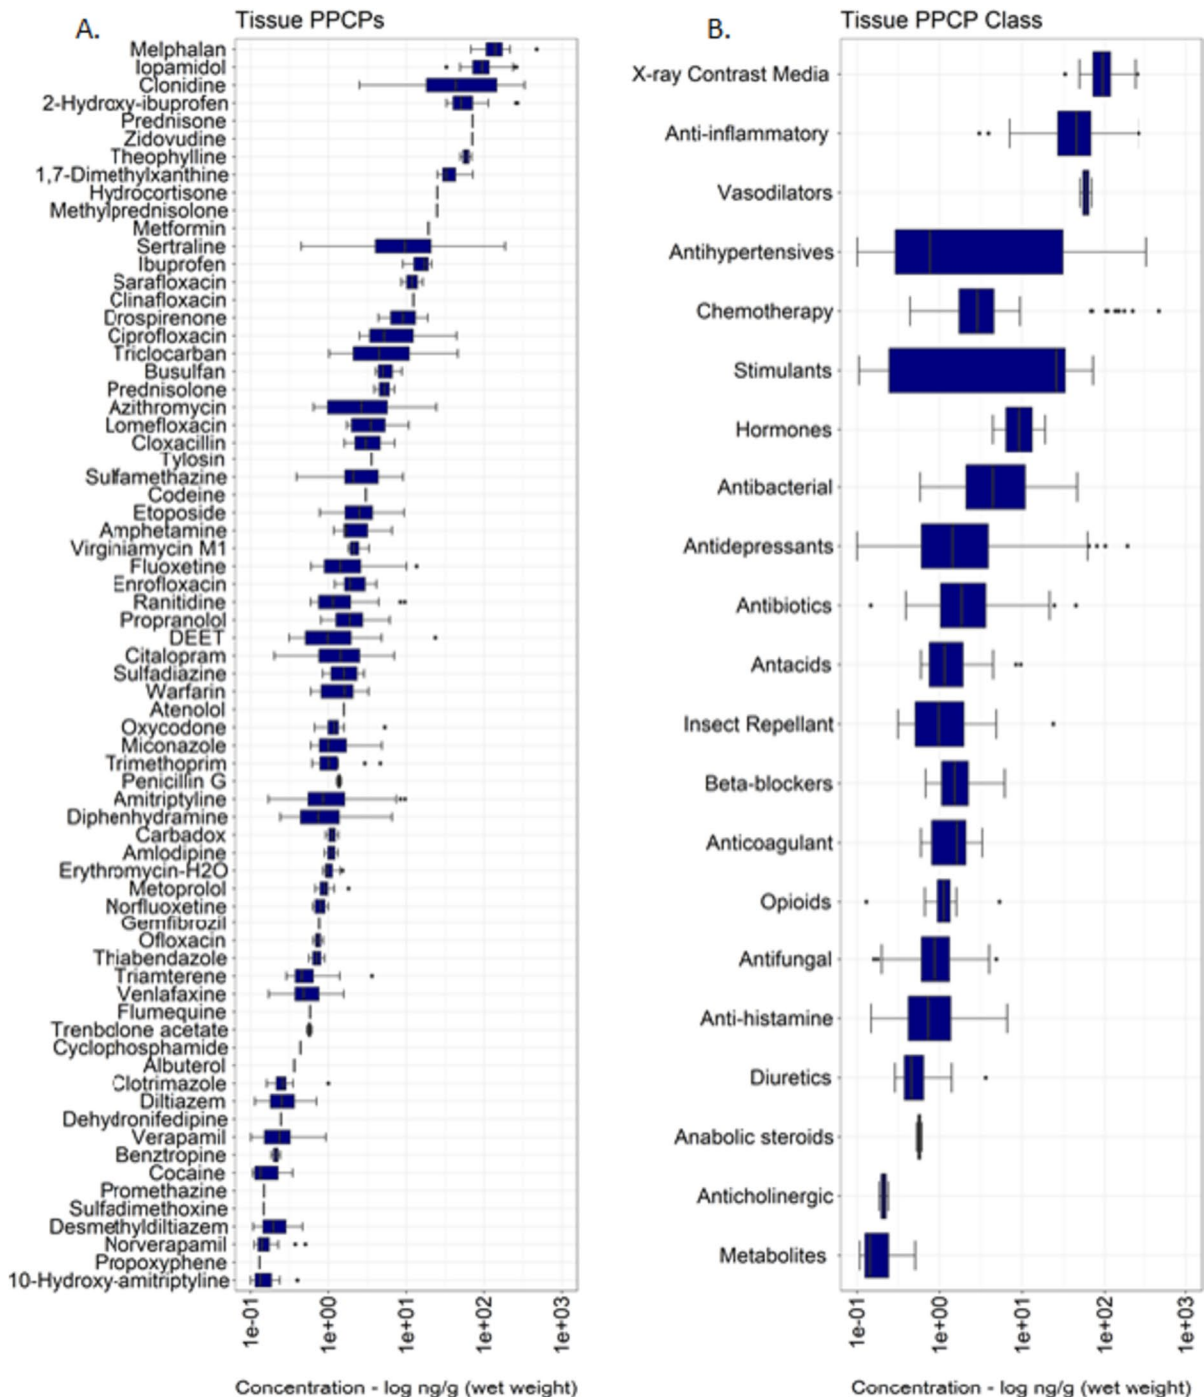 A.
Tissue PPCPs
Melphalan
Iopamidol
Clonidine
2-Hydroxy-ibuprofen
Prednisone
Zidovudine
Theophylline
1,7-Dimethylxanthine
Hydrocortisone
Methylprednisolone
Metformin
Sertraline
Ibuprofen
Sarafloxacin
Clinafloxacin
Drospirenone
Ciprofloxacin
Triclocarban
Busulfan
Prednisolone
Azithromycin
Lomefloxacin
Cloxacillin
Tylosin
Sulfamethazine
Codeine
Etoposide
Amphetamine
Virginiamycin M1
Fluoxetine
Enrofloxacin
Ranitidine
Propranolol
DEET
Citalopram
Sulfadiazine
Warfarin
Atenolol
Oxycodone
Miconazole
Trimethoprim
Penicillin G
Amitriptyline
Diphenhydramine
Carbadox
Amlodipine
Erythromycin-H2O
Metoprolol
Norfluoxetine
Gemfibrozil
Ofloxacin
Thiabendazole
Triamterene
Venlafaxine
Flumequine
Trenbolone acetate
Cyclophosphamide
Albuterol
Clotrimazole
Diltiazem
Dehydronifedipine
Verapamil
Benztropine
Cocaine
Promethazine
Sulfadimethoxine
Desmethyldiltiazem
Norverapamil
Propoxyphene
10-Hydroxy-amitriptyline
1e-01
1e+00
1e+01
1e+02
1e+03
Concentration - log ng/g (wet weight)
B.
Tissue PPCP Class
X-ray Contrast Media
Anti-inflammatory
Vasodilators
Antihypertensives
Chemotherapy
Stimulants
Hormones
Antibacterial
Antidepressants
Antibiotics
Antacids
Insect Repellant
Beta-blockers
Anticoagulant
Opioids
Antifungal
Anti-histamine
Diuretics
Anabolic steroids
Anticholinergic
Metabolites
1e-01
1e+00
1e+01
1e+02
1e+03
Concentration - log ng/g (wet weight)